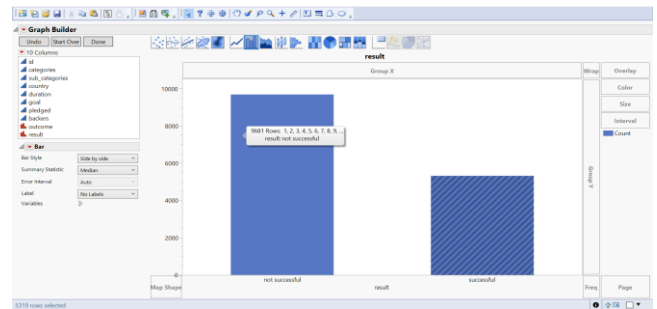 Graph Builder
Undo Start Over Done
10 Columns
id
categories
sub_categories
country
duration
goal
pledged
backers
outcome
result
Bar
Bar Style Side by side
Summary Statistic Median
Error Interval Auto
Label No Labels
Variables
result
Group X
Wrap
Overlay
Color
Size
Interval
Count
10000
8000
6000
4000
2000
0
9681 Rows: 1, 2, 3, 4, 5, 6, 7, 8, 9, ...
result: not successful
Group Y
not successful
successful
Map Shape
result
Freq
Page
5319 rows selected